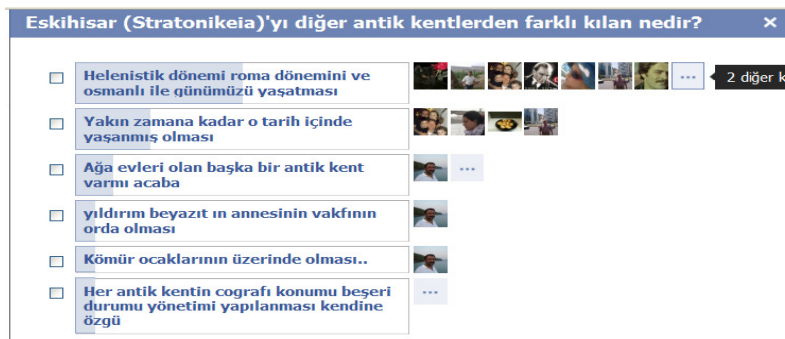 Eskihisar (Stratonikeia)'yı diğer antik kentlerden farklı kılan nedir? ×
Helenistik dönemi roma dönemini ve
osmanlı ile günümüzü yaşatması
... 2 diğer k
Yakın zamana kadar o tarih içinde
yaşanmış olması
Ağa evleri olan başka bir antik kent
varmı acaba
...
yıldırım beyazıt ın annesinin vakfının
orda olması
Kömür ocaklarının üzerinde olması..
Her antik kentin cografı konumu beşeri
durumu yönetimi yapılanması kendine
özgü
...